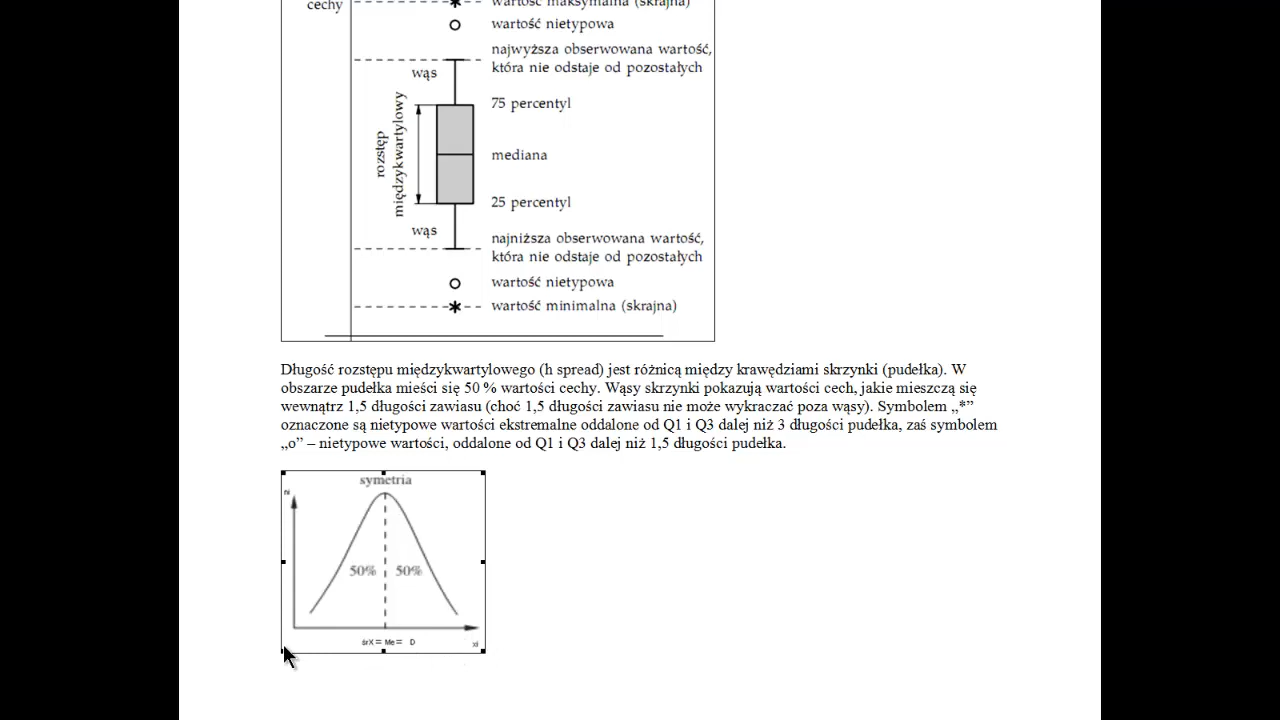 cechy
wartość maksymalna (skrajna)
wartość nietypowa
najwyższa obserwowana wartość,
która nie odstaje od pozostałych
wąs
75 percentyl
rozstęp
międzykwartylowy
mediana
25 percentyl
wąs
najniższa obserwowana wartość,
która nie odstaje od pozostałych
wartość nietypowa
wartość minimalna (skrajna)
Długość rozstępu międzykwartylowego (h spread) jest różnicą między krawędziami skrzynki (pudełka). W
obszarze pudełka mieści się 50 % wartości cechy. Wąsy skrzynki pokazują wartości cech, jakie mieszczą się
wewnątrz 1,5 długości zawiasu (choć 1,5 długości zawiasu nie może wykraczać poza wąsy). Symbolem „*”
oznaczone są nietypowe wartości ekstremalne oddalone od Q1 i Q3 dalej niż 3 długości pudełka, zaś symbolem
„o” – nietypowe wartości, oddalone od Q1 i Q3 dalej niż 1,5 długości pudełka.
symetria
ni
50% 50%
śrX = Me = D
xi